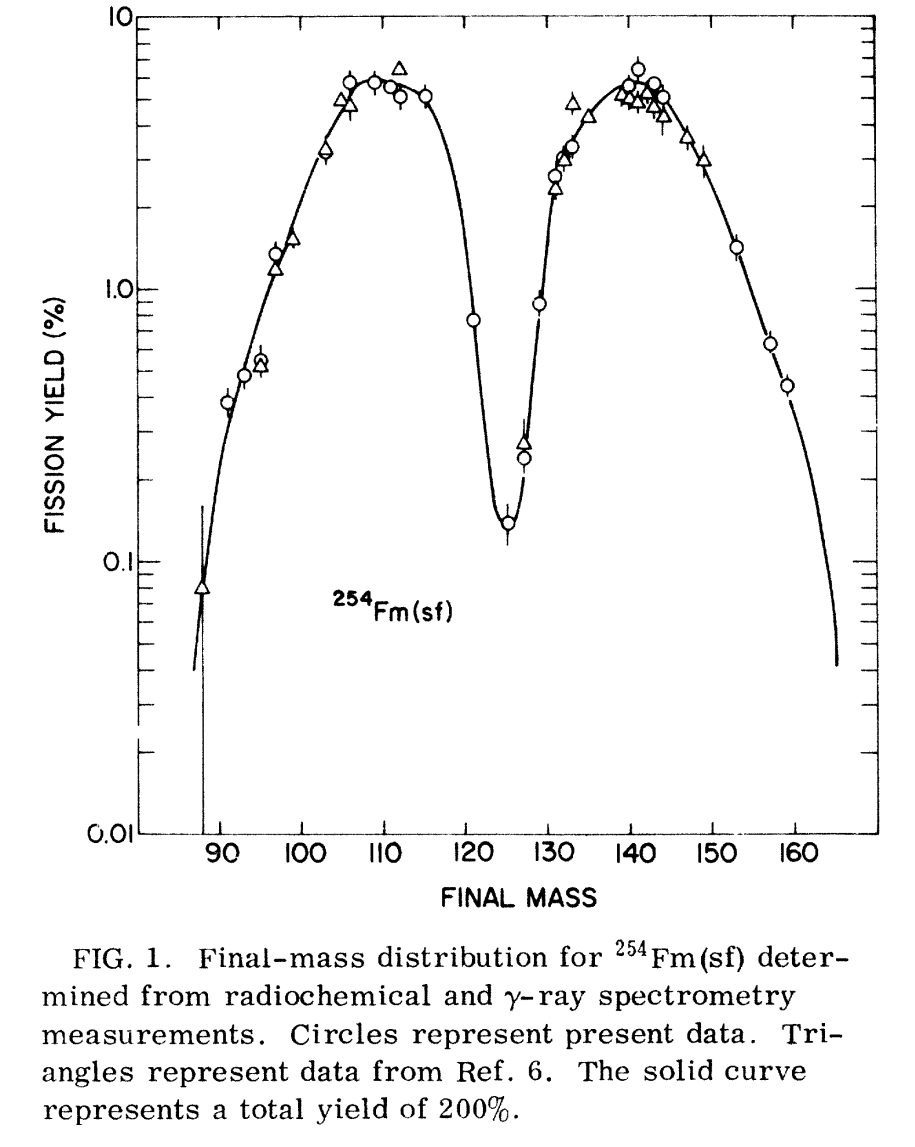 10
1.0
0.1
0.01
FISSION YIELD (%)
²⁵⁴Fm(sf)
90 100 110 120 130 140 150 160
FINAL MASS
FIG. 1. Final-mass distribution for ²⁵⁴Fm(sf) deter-
mined from radiochemical and γ-ray spectrometry
measurements. Circles represent present data. Tri-
angles represent data from Ref. 6. The solid curve
represents a total yield of 200%.